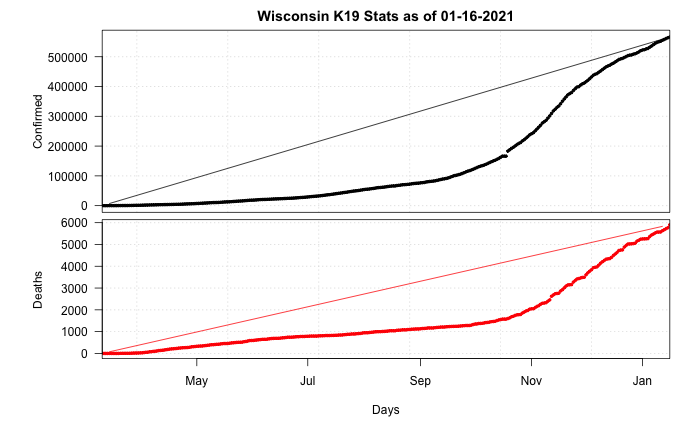 Wisconsin K19 Stats as of 01-16-2021
Confirmed
500000
400000
300000
200000
100000
0
Deaths
6000
5000
4000
3000
2000
1000
0
May Jul Sep Nov Jan
Days